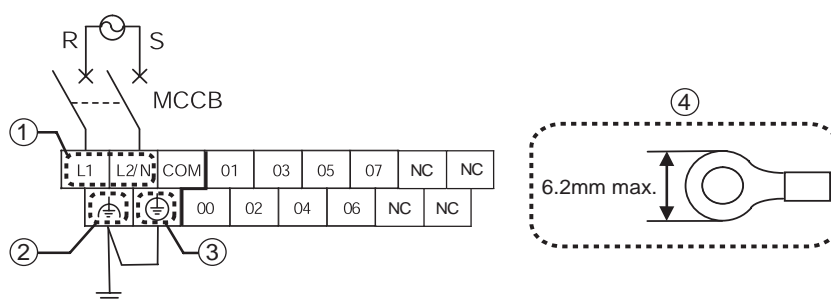 R S
MCCB
④
①
L1 L2/N COM 01 03 05 07 NC NC
6.2mm max.
00 02 04 06 NC NC
② ③